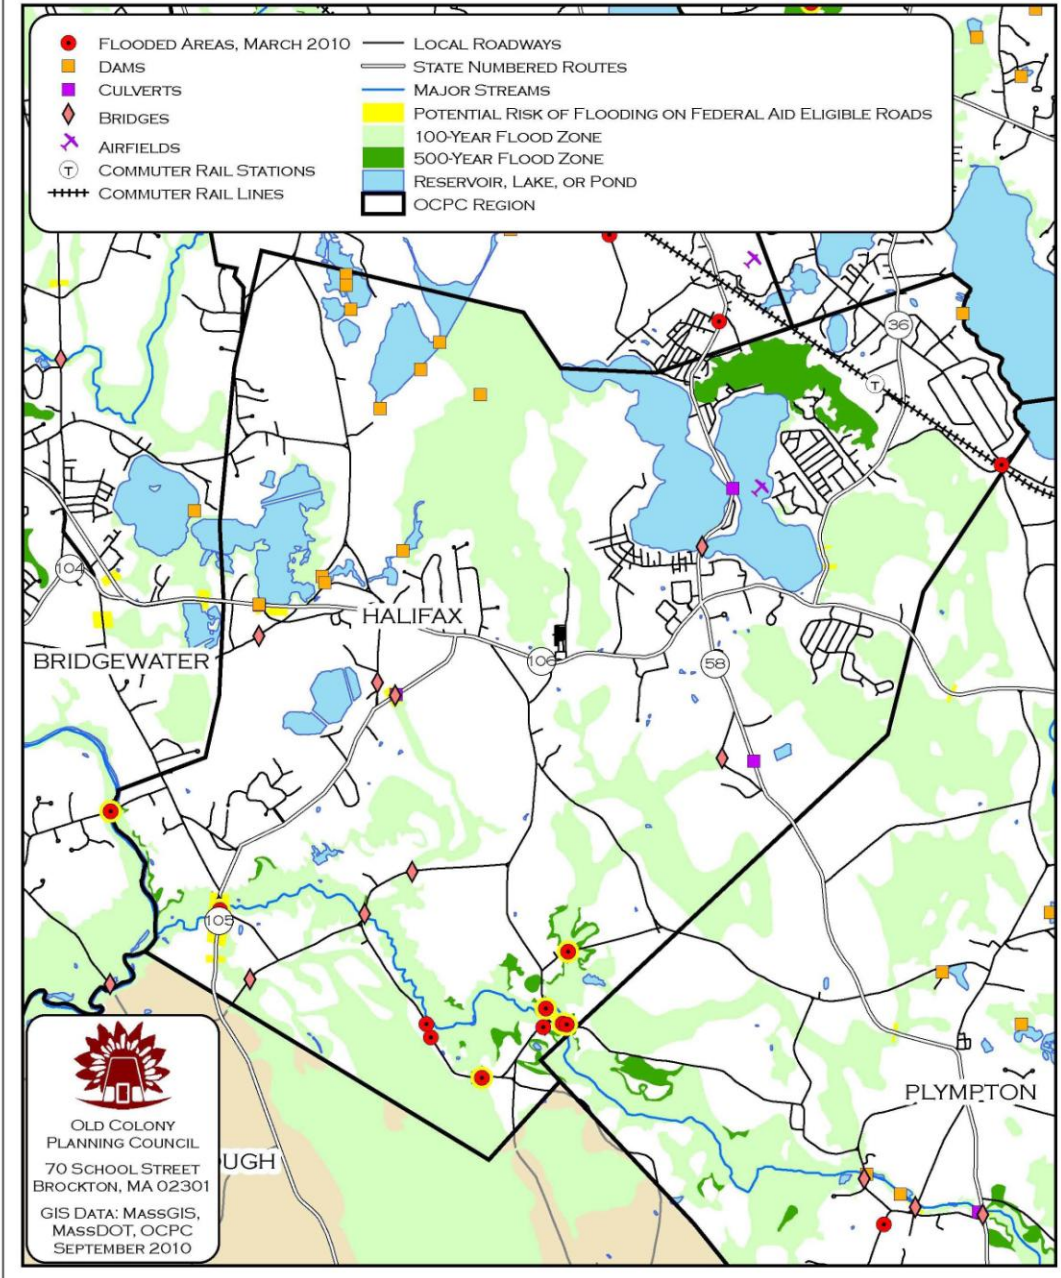 FLOODED AREAS, MARCH 2010
DAMS
CULVERTS
BRIDGES
AIRFIELDS
T COMMUTER RAIL STATIONS
COMMUTER RAIL LINES
LOCAL ROADWAYS
STATE NUMBERED ROUTES
MAJOR STREAMS
POTENTIAL RISK OF FLOODING ON FEDERAL AID ELIGIBLE ROADS
100-YEAR FLOOD ZONE
500-YEAR FLOOD ZONE
RESERVOIR, LAKE, OR POND
OCPC REGION
E
36
T
104
HALIFAX
BRIDGEWATER
106
58
105
PLYMPTON
UGH
OLD COLONY
PLANNING COUNCIL
70 SCHOOL STREET
BROCKTON, MA 02301
GIS DATA: MASSGIS,
MASSDOT, OCPC
SEPTEMBER 2010